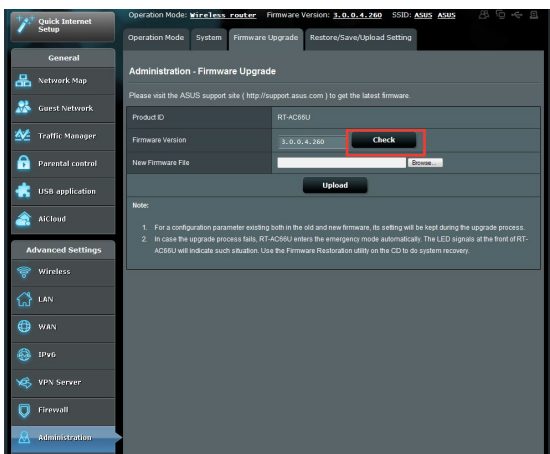 Quick Internet
Setup
Operation Mode: Wireless router Firmware Version: 3.0.0.4.260 SSID: ASUS ASUS
Operation Mode System Firmware Upgrade Restore/Save/Upload Setting
General
Network Map
Guest Network
Traffic Manager
Parental control
USB application
AiCloud
Advanced Settings
Wireless
LAN
WAN
IPv6
VPN Server
Firewall
Administration
Administration - Firmware Upgrade
Please visit the ASUS support site ( http://support.asus.com ) to get the latest firmware.
Product ID RT-AC66U
Firmware Version 3.0.0.4.260 Check
New Firmware File Browse...
Upload
Note:
1. For a configuration parameter existing both in the old and new firmware, its setting will be kept during the upgrade process.
2. In case the upgrade process fails, RT-AC66U enters the emergency mode automatically. The LED signals at the front of RT-
AC66U will indicate such situation. Use the Firmware Restoration utility on the CD to do system recovery.